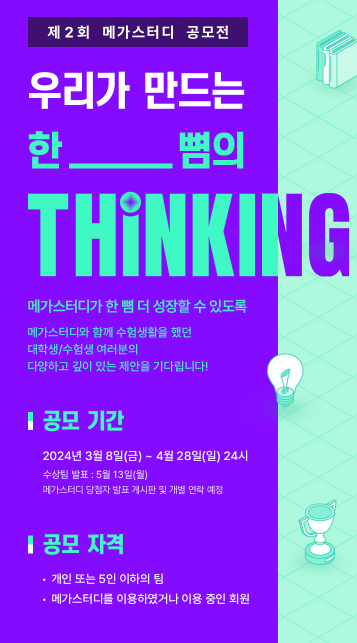 제2회 메가스터디 공모전
우리가 만드는
한 ______ 뼘의
THiNKING
메가스터디가 한 뼘 더 성장할 수 있도록
메가스터디와 함께 수험생활을 했던
대학생/수험생 여러분의
다양하고 깊이 있는 제안을 기다립니다!
공모 기간
2024년 3월 8일(금) ~ 4월 28일(일) 24시
수상팀 발표 : 5월 13일(월)
메가스터디 당첨자 발표 게시판 및 개별 연락 예정
공모 자격
• 개인 또는 5인 이하의 팀
• 메가스터디를 이용하였거나 이용 중인 회원